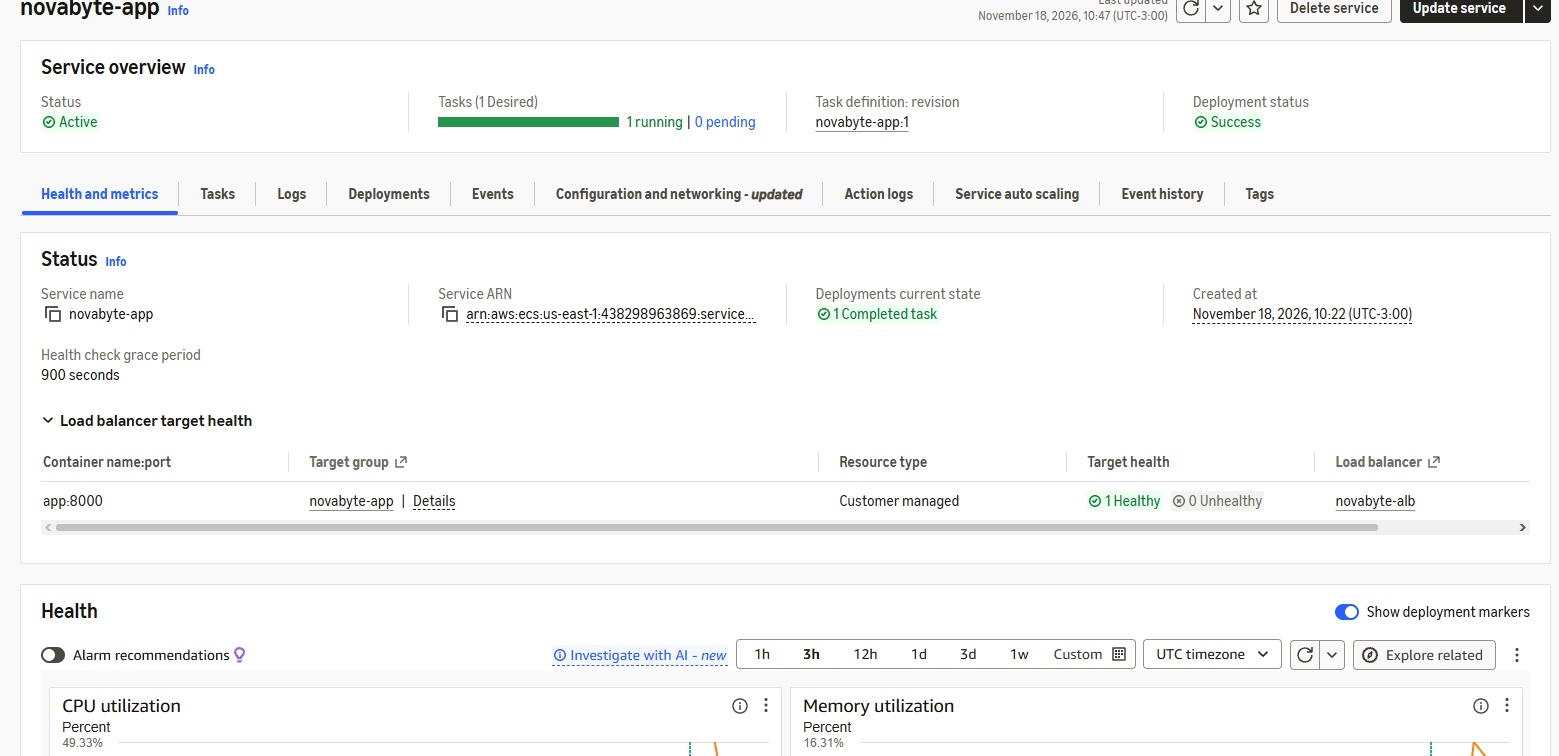 novabyte-app Info
Last updated
November 18, 2026, 10:47 (UTC-3:00)
Delete service
Update service
Service overview Info
Status
Active
Tasks (1 Desired)
1 running | 0 pending
Task definition: revision
novabyte-app:1
Deployment status
Success
Health and metrics
Tasks
Logs
Deployments
Events
Configuration and networking - updated
Action logs
Service auto scaling
Event history
Tags
Status Info
Service name
novabyte-app
Service ARN
arn:aws:ecs:us-east-1:438298963869:service...
Deployments current state
1 Completed task
Created at
November 18, 2026, 10:22 (UTC-3:00)
Health check grace period
900 seconds
Load balancer target health
Container name:port
Target group
Resource type
Target health
Load balancer
app:8000
novabyte-app | Details
Customer managed
1 Healthy
0 Unhealthy
novabyte-alb
Health
Show deployment markers
Alarm recommendations
Investigate with AI - new
1h
3h
12h
1d
3d
1w
Custom
UTC timezone
Explore related
CPU utilization
Percent
49.33%
Memory utilization
Percent
16.31%